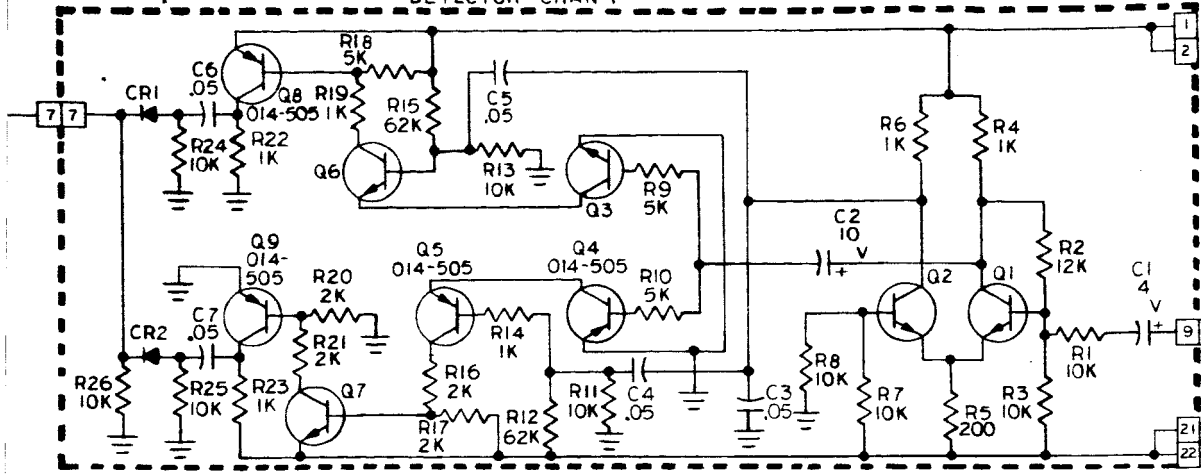 7 7
CR1
C6
.05
Q8
014-505
R24
10K
R22
1K
R18
5K
R19
1K
R15
62K
Q6
R13
10K
C5
.05
Q3
R9
5K
R6
1K
R4
1K
1
2
C2
10
V
+
R2
12K
C1
4
V
+
9
Q2
Q1
R1
10K
Q9
014-
505
R20
2K
Q5
014-505
Q4
014-505
R10
5K
C7
.05
CR2
R21
2K
R14
1K
R26
10K
R25
10K
R23
1K
Q7
R16
2K
R17
2K
R12
62K
R11
10K
C4
.05
C3
.05
R8
10K
R7
10K
R5
200
R3
10K
21
22